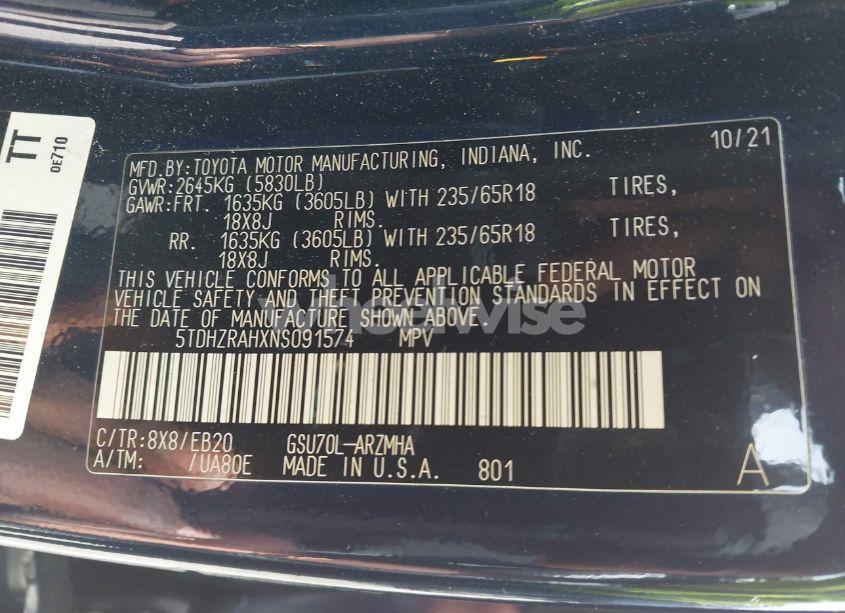 TT
0E710
MFD.BY:TOYOTA MOTOR MANUFACTURING, INDIANA, INC. 10/21
GVWR:2645KG (5830LB)
GAWR:FRT. 1635KG (3605LB) WITH 235/65R18 TIRES,
18X8J RIMS.
RR. 1635KG (3605LB) WITH 235/65R18 TIRES,
18X8J RIMS.
THIS VEHICLE CONFORMS TO ALL APPLICABLE FEDERAL MOTOR
VEHICLE SAFETY AND THEFT PREVENTION STANDARDS IN EFFECT ON
THE DATE OF MANUFACTURE SHOWN ABOVE.
5TDHZRAHXNS091574 MPV
wheelwise
C/TR:8X8/EB20 GSU70L-ARZMHA
A/TM: /UA80E MADE IN U.S.A. 801 A